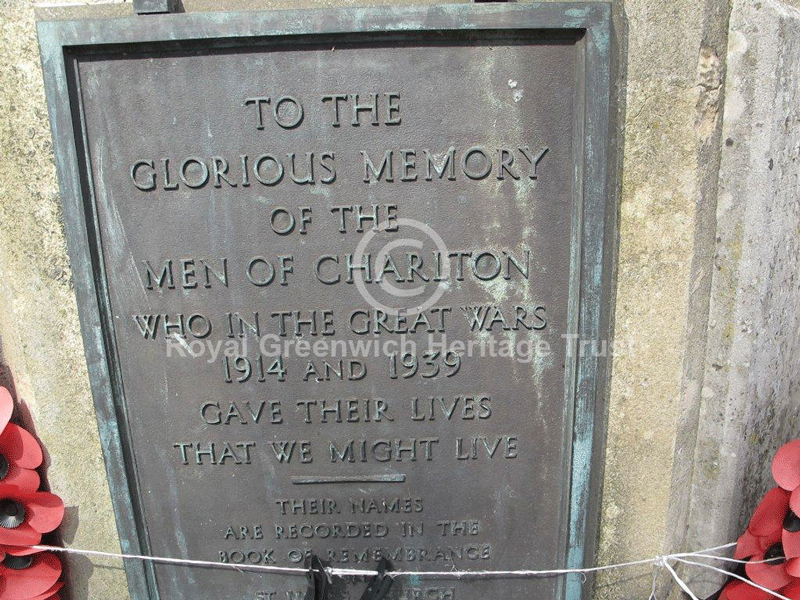 TO THE
GLORIOUS MEMORY
OF THE
MEN OF CHARLTON
WHO IN THE GREAT WARS
1914 AND 1939
GAVE THEIR LIVES
THAT WE MIGHT LIVE
THEIR NAMES
ARE RECORDED IN THE
BOOK OF REMEMBRANCE
CHURCH
©
Royal Greenwich Heritage Trust